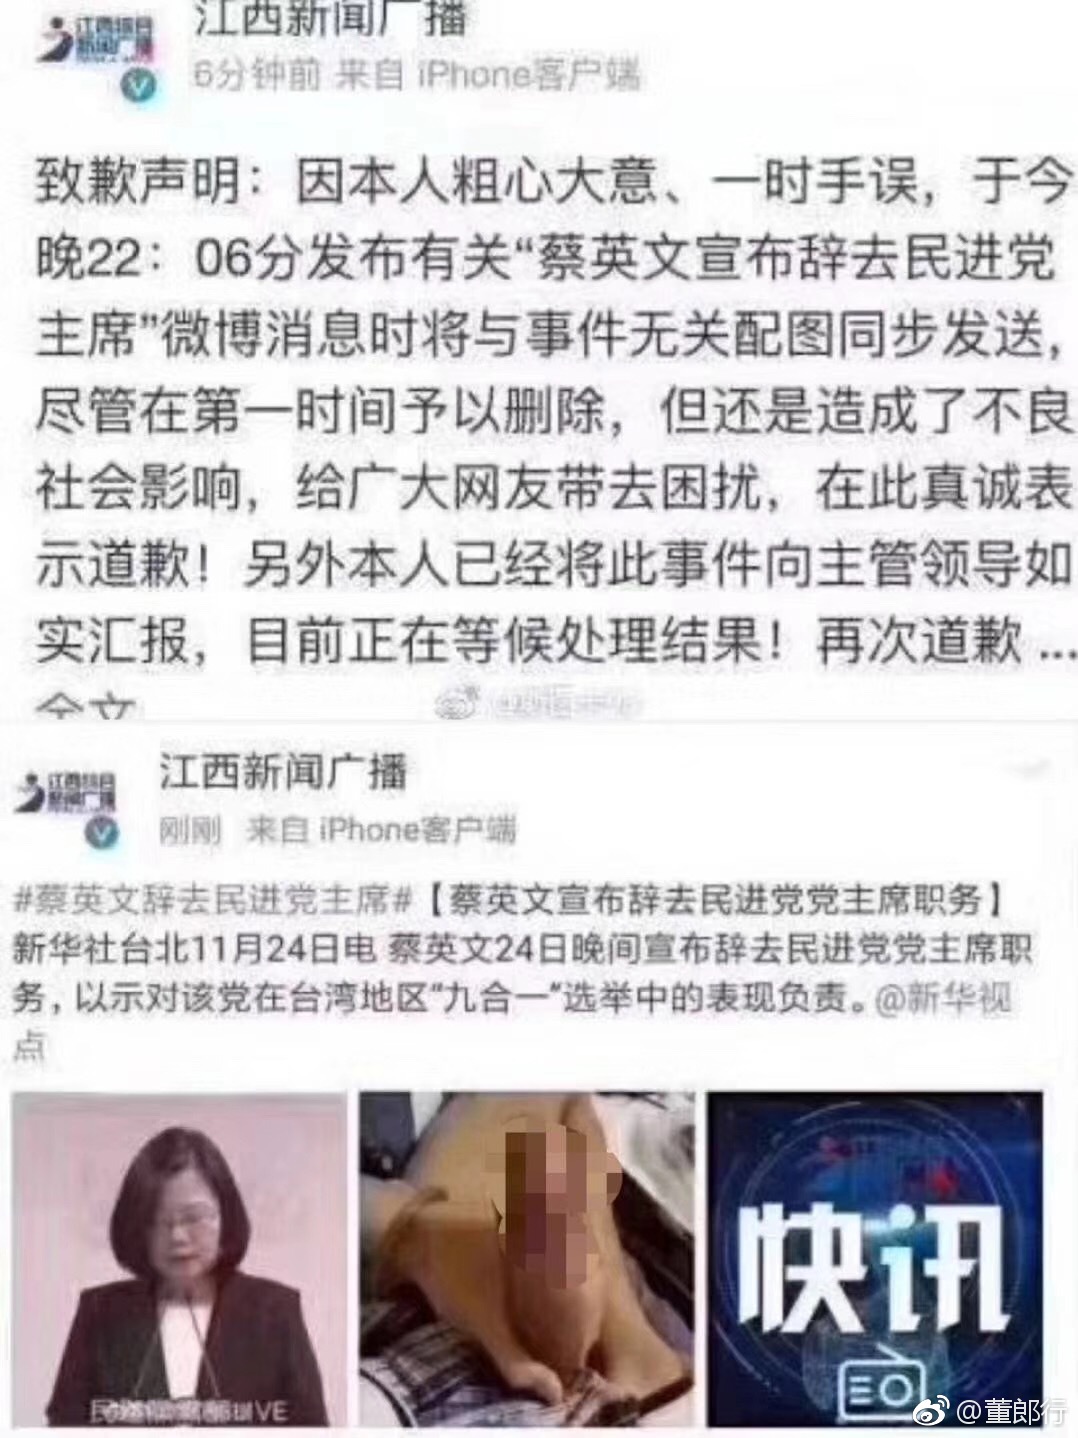 江西新闻广播
6分钟前 来自 iPhone客户端
致歉声明：因本人粗心大意、一时手误，于今
晚22：06分发布有关“蔡英文宣布辞去民进党
主席”微博消息时将与事件无关配图同步发送，
尽管在第一时间予以删除，但还是造成了不良
社会影响，给广大网友带去困扰，在此真诚表
示道歉！另外本人已经将此事件向主管领导如
实汇报，目前正在等候处理结果！再次道歉 ...
全文
江西新闻广播
刚刚 来自 iPhone客户端
#蔡英文辞去民进党主席#【蔡英文宣布辞去民进党党主席职务】
新华社台北11月24日电 蔡英文24日晚间宣布辞去民进党党主席职
务，以示对该党在台湾地区“九合一”选举中的表现负责。@新华视
点
快讯
@董郎行